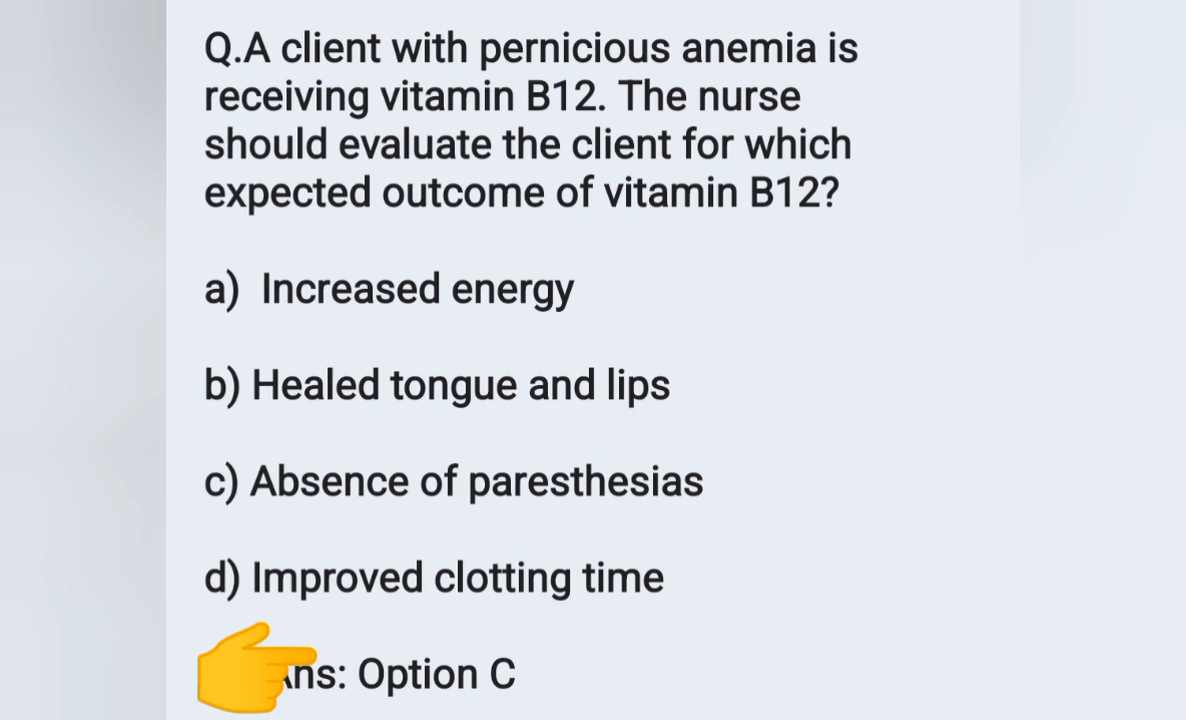 Q.A client with pernicious anemia is
receiving vitamin B12. The nurse
should evaluate the client for which
expected outcome of vitamin B12?
a) Increased energy
b) Healed tongue and lips
c) Absence of paresthesias
d) Improved clotting time
Ans: Option C